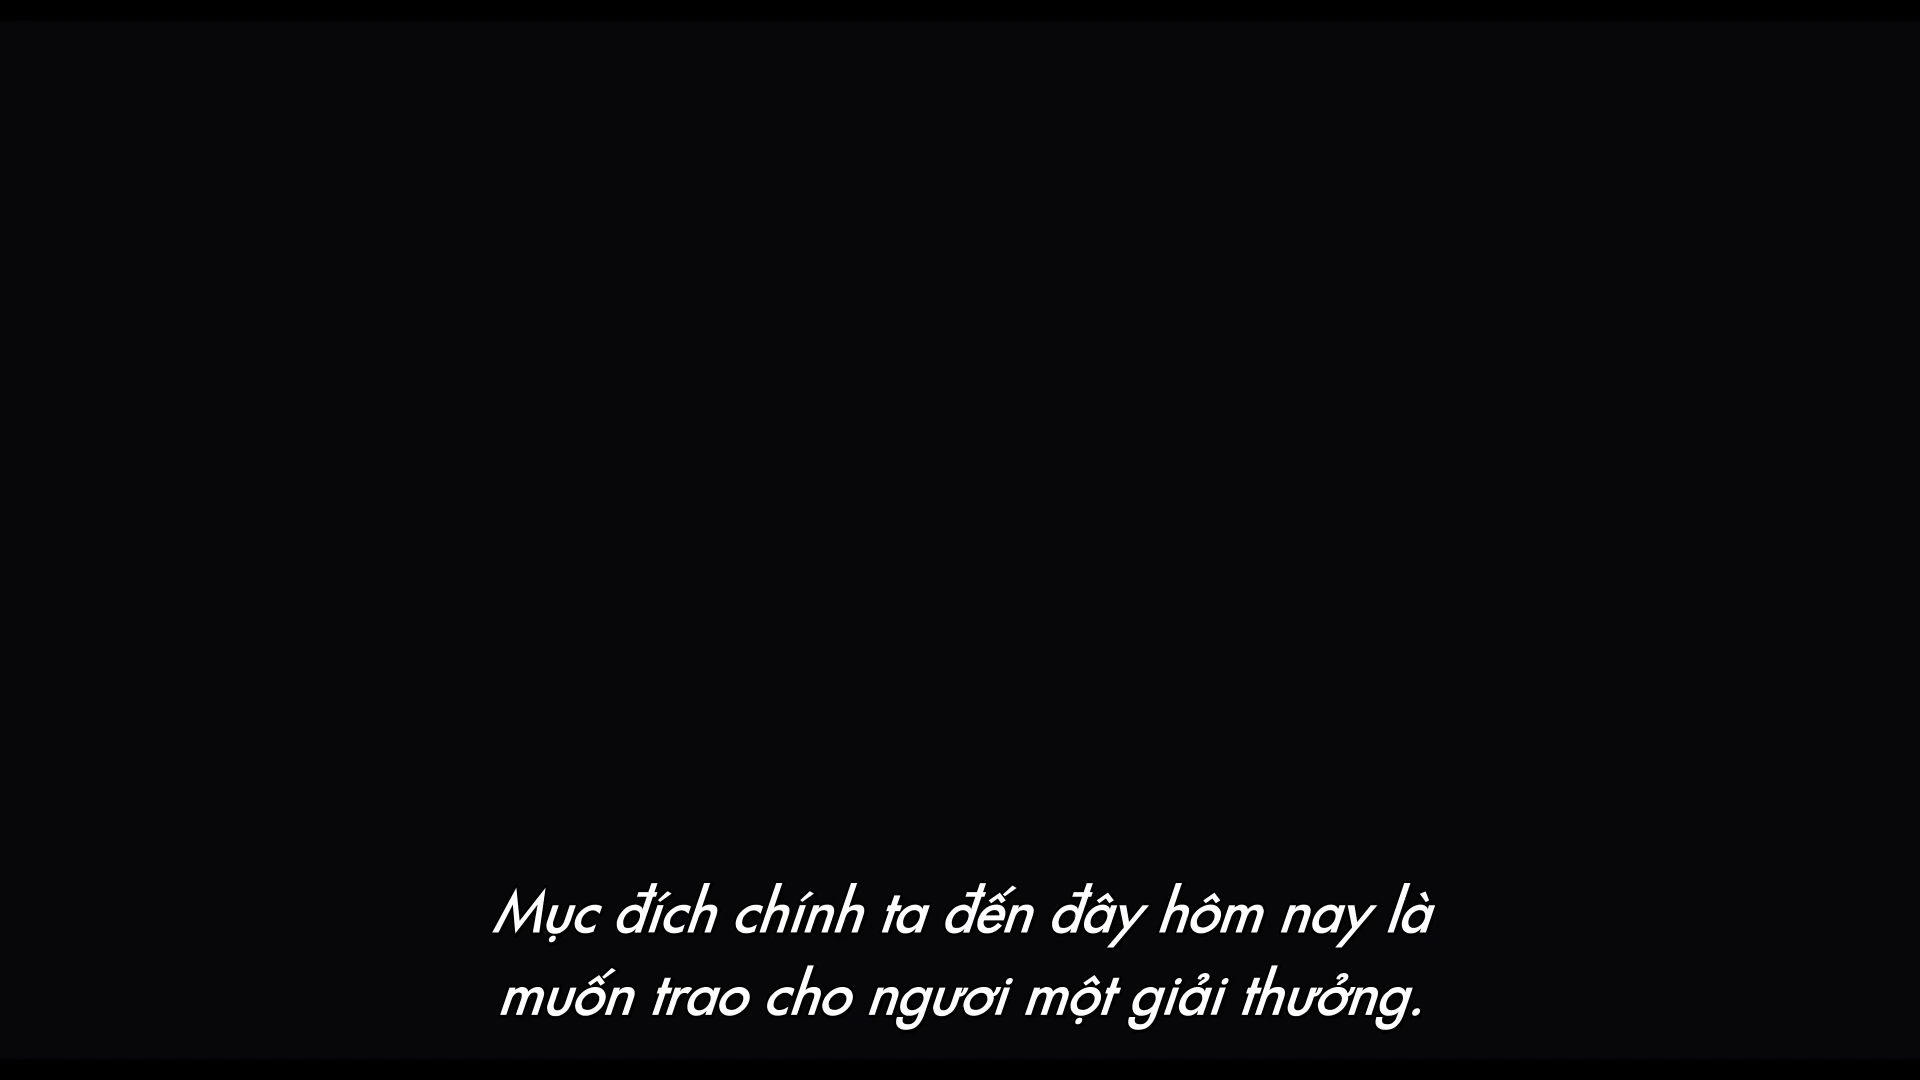 Mục đích chính ta đến đây hôm nay là
muốn trao cho ngươi một giải thưởng.